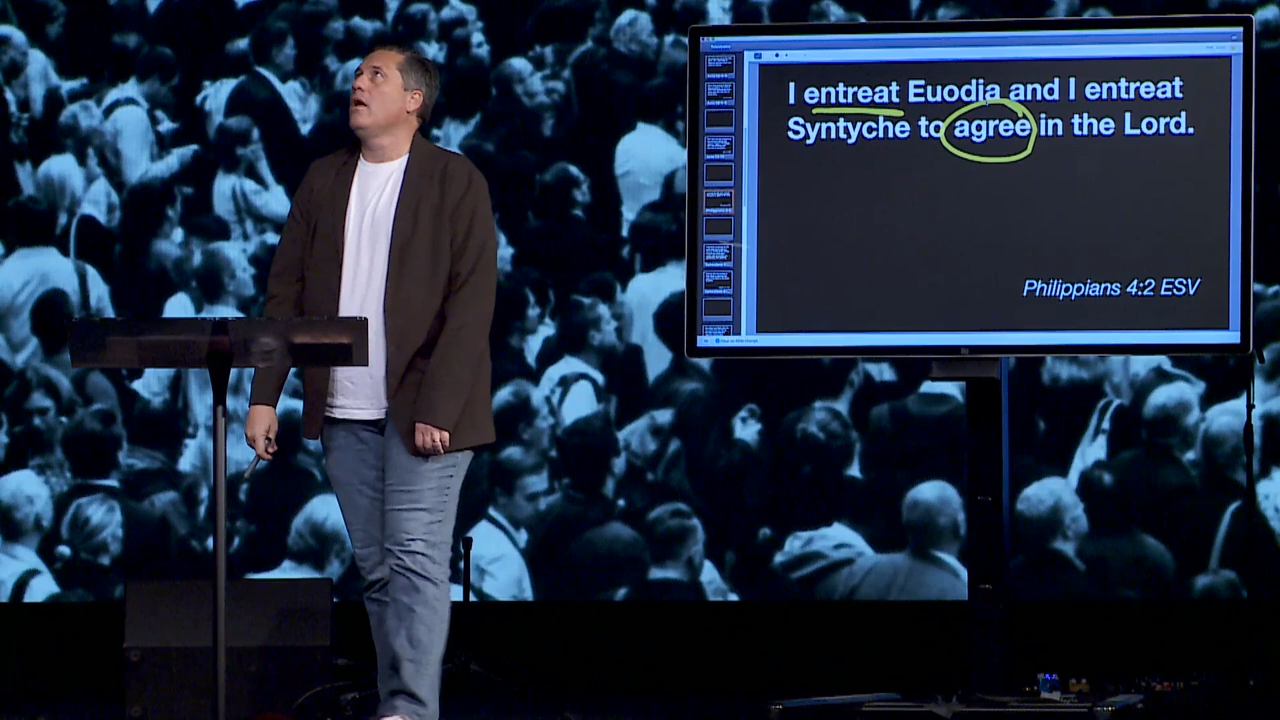 I entreat Euodia and I entreat
Syntyche to agree in the Lord.
Philippians 4:2 ESV